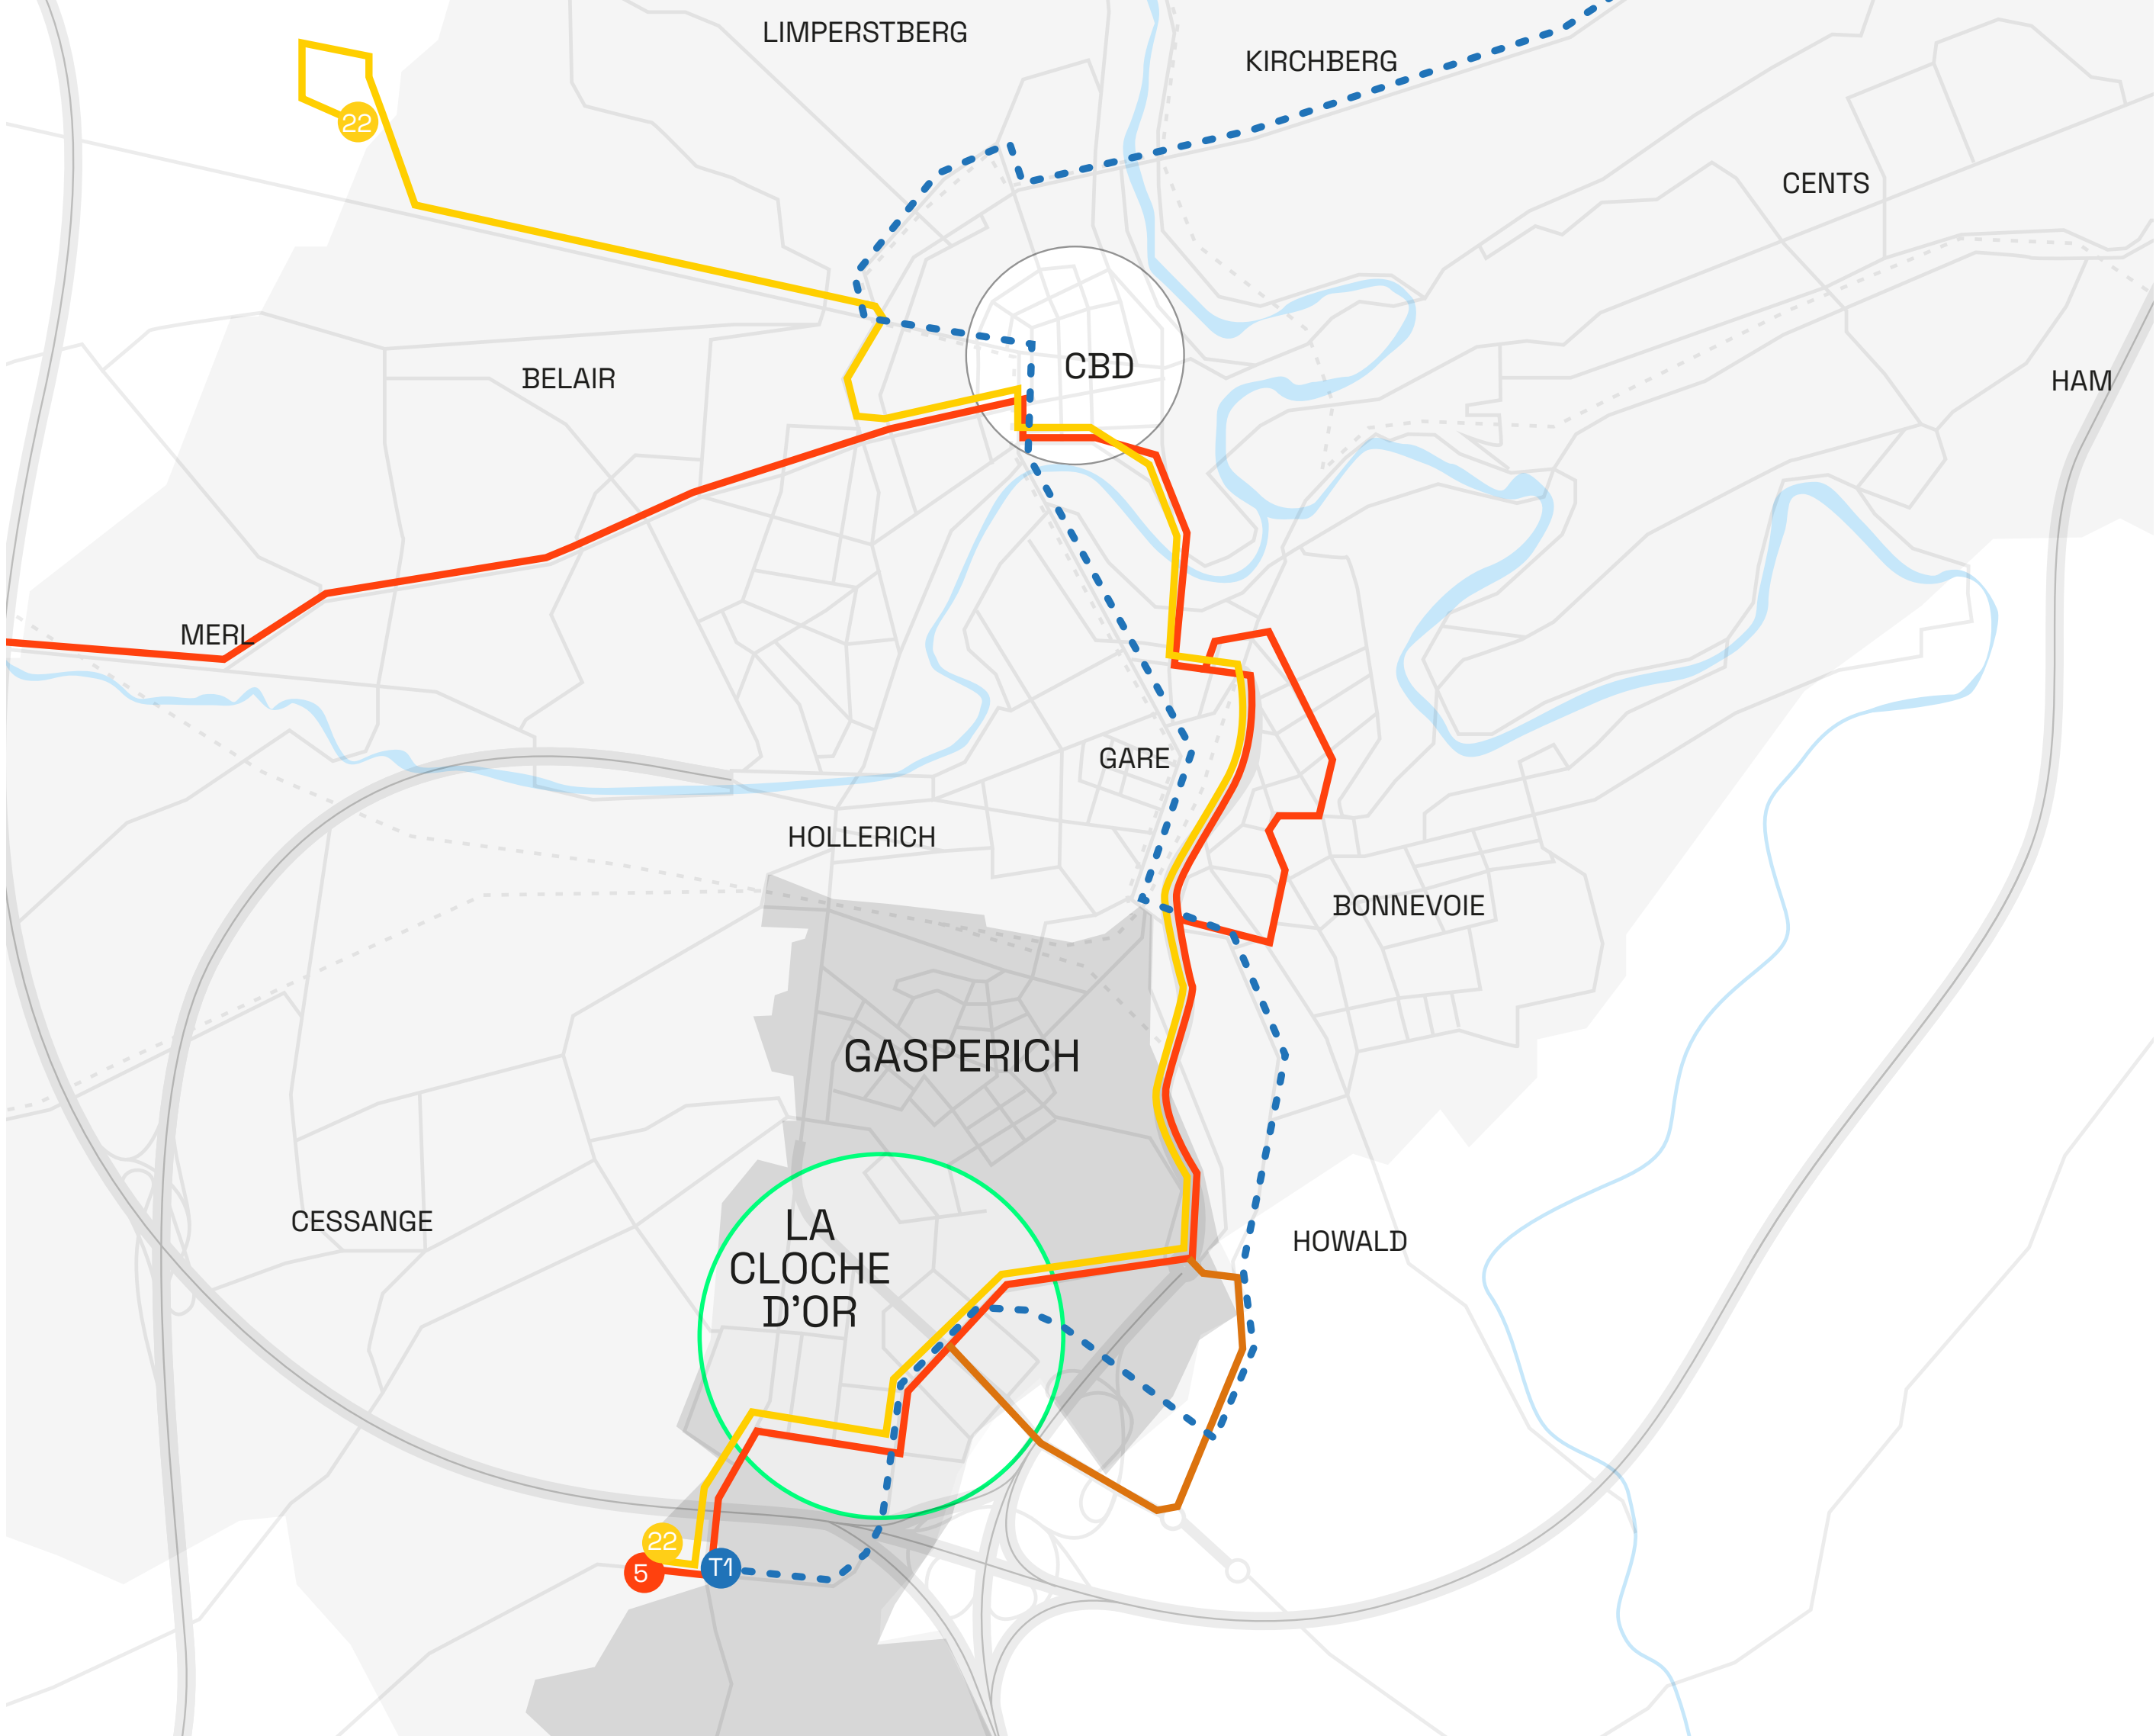 LIMPERSTBERG
KIRCHBERG
22
CENTS
CBD
BELAIR
HAM
MERL
GARE
HOLLERICH
BONNEVOIE
GASPERICH
CESSANGE
LA
CLOCHE
D'OR
HOWALD
22
5
T1